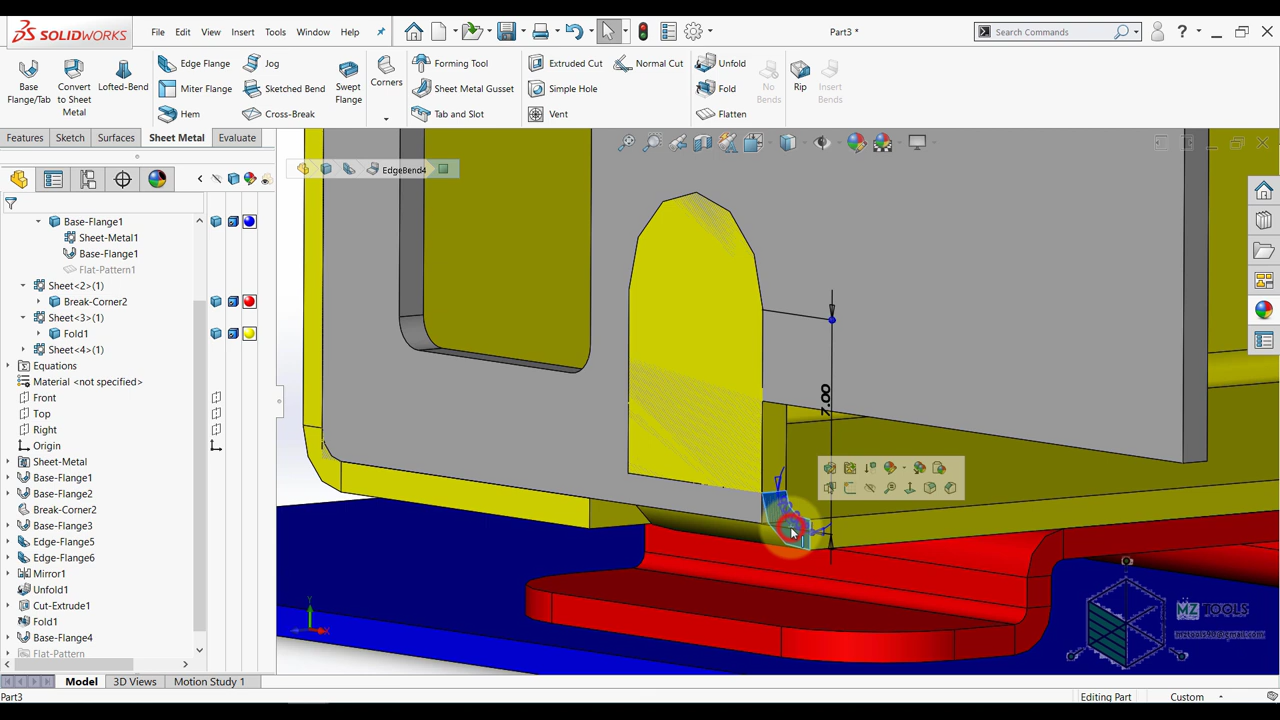 SOLIDWORKS
File Edit View Insert Tools Window Help
Part3 *
Search Commands
Base Flange/Tab
Convert to Sheet Metal
Lofted-Bend
Edge Flange
Miter Flange
Hem
Jog
Sketched Bend
Cross-Break
Swept Flange
Corners
Forming Tool
Sheet Metal Gusset
Tab and Slot
Extruded Cut
Simple Hole
Vent
Normal Cut
Unfold
Fold
Flatten
No Bends
Rip
Insert Bends
Features Sketch Surfaces Sheet Metal Evaluate
EdgeBend4
Base-Flange1
Sheet-Metal1
Base-Flange1
Flat-Pattern1
Sheet<2>(1)
Break-Corner2
Sheet<3>(1)
Fold1
Sheet<4>(1)
Equations
Material <not specified>
Front
Top
Right
Origin
Sheet-Metal
Base-Flange1
Base-Flange2
Break-Corner2
Base-Flange3
Edge-Flange5
Edge-Flange6
Mirror1
Unfold1
Cut-Extrude1
Fold1
Base-Flange4
Flat-Pattern
7.00
MZ TOOLS
Model 3D Views Motion Study 1
Part3
Editing Part
Custom